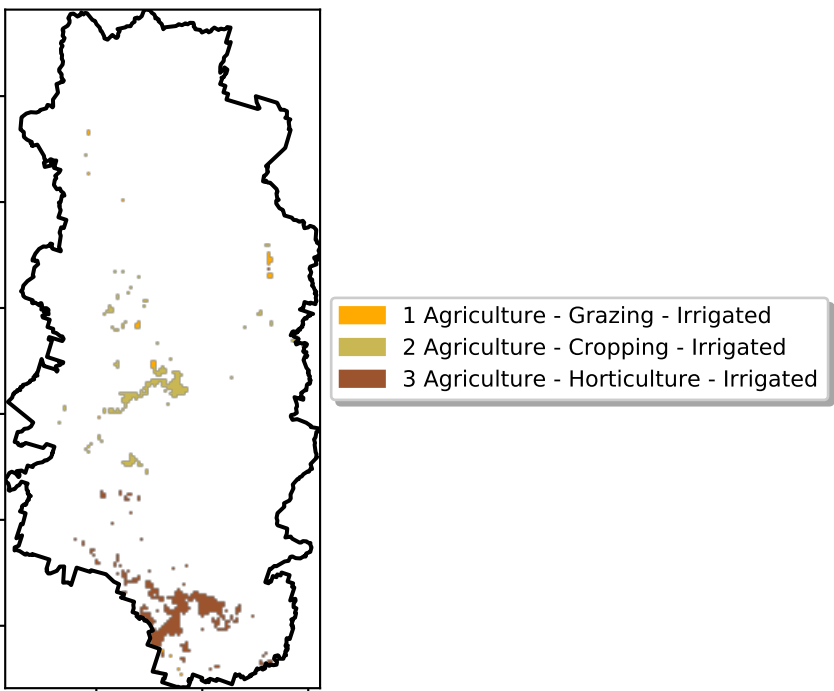 1 Agriculture - Grazing - Irrigated
2 Agriculture - Cropping - Irrigated
3 Agriculture - Horticulture - Irrigated